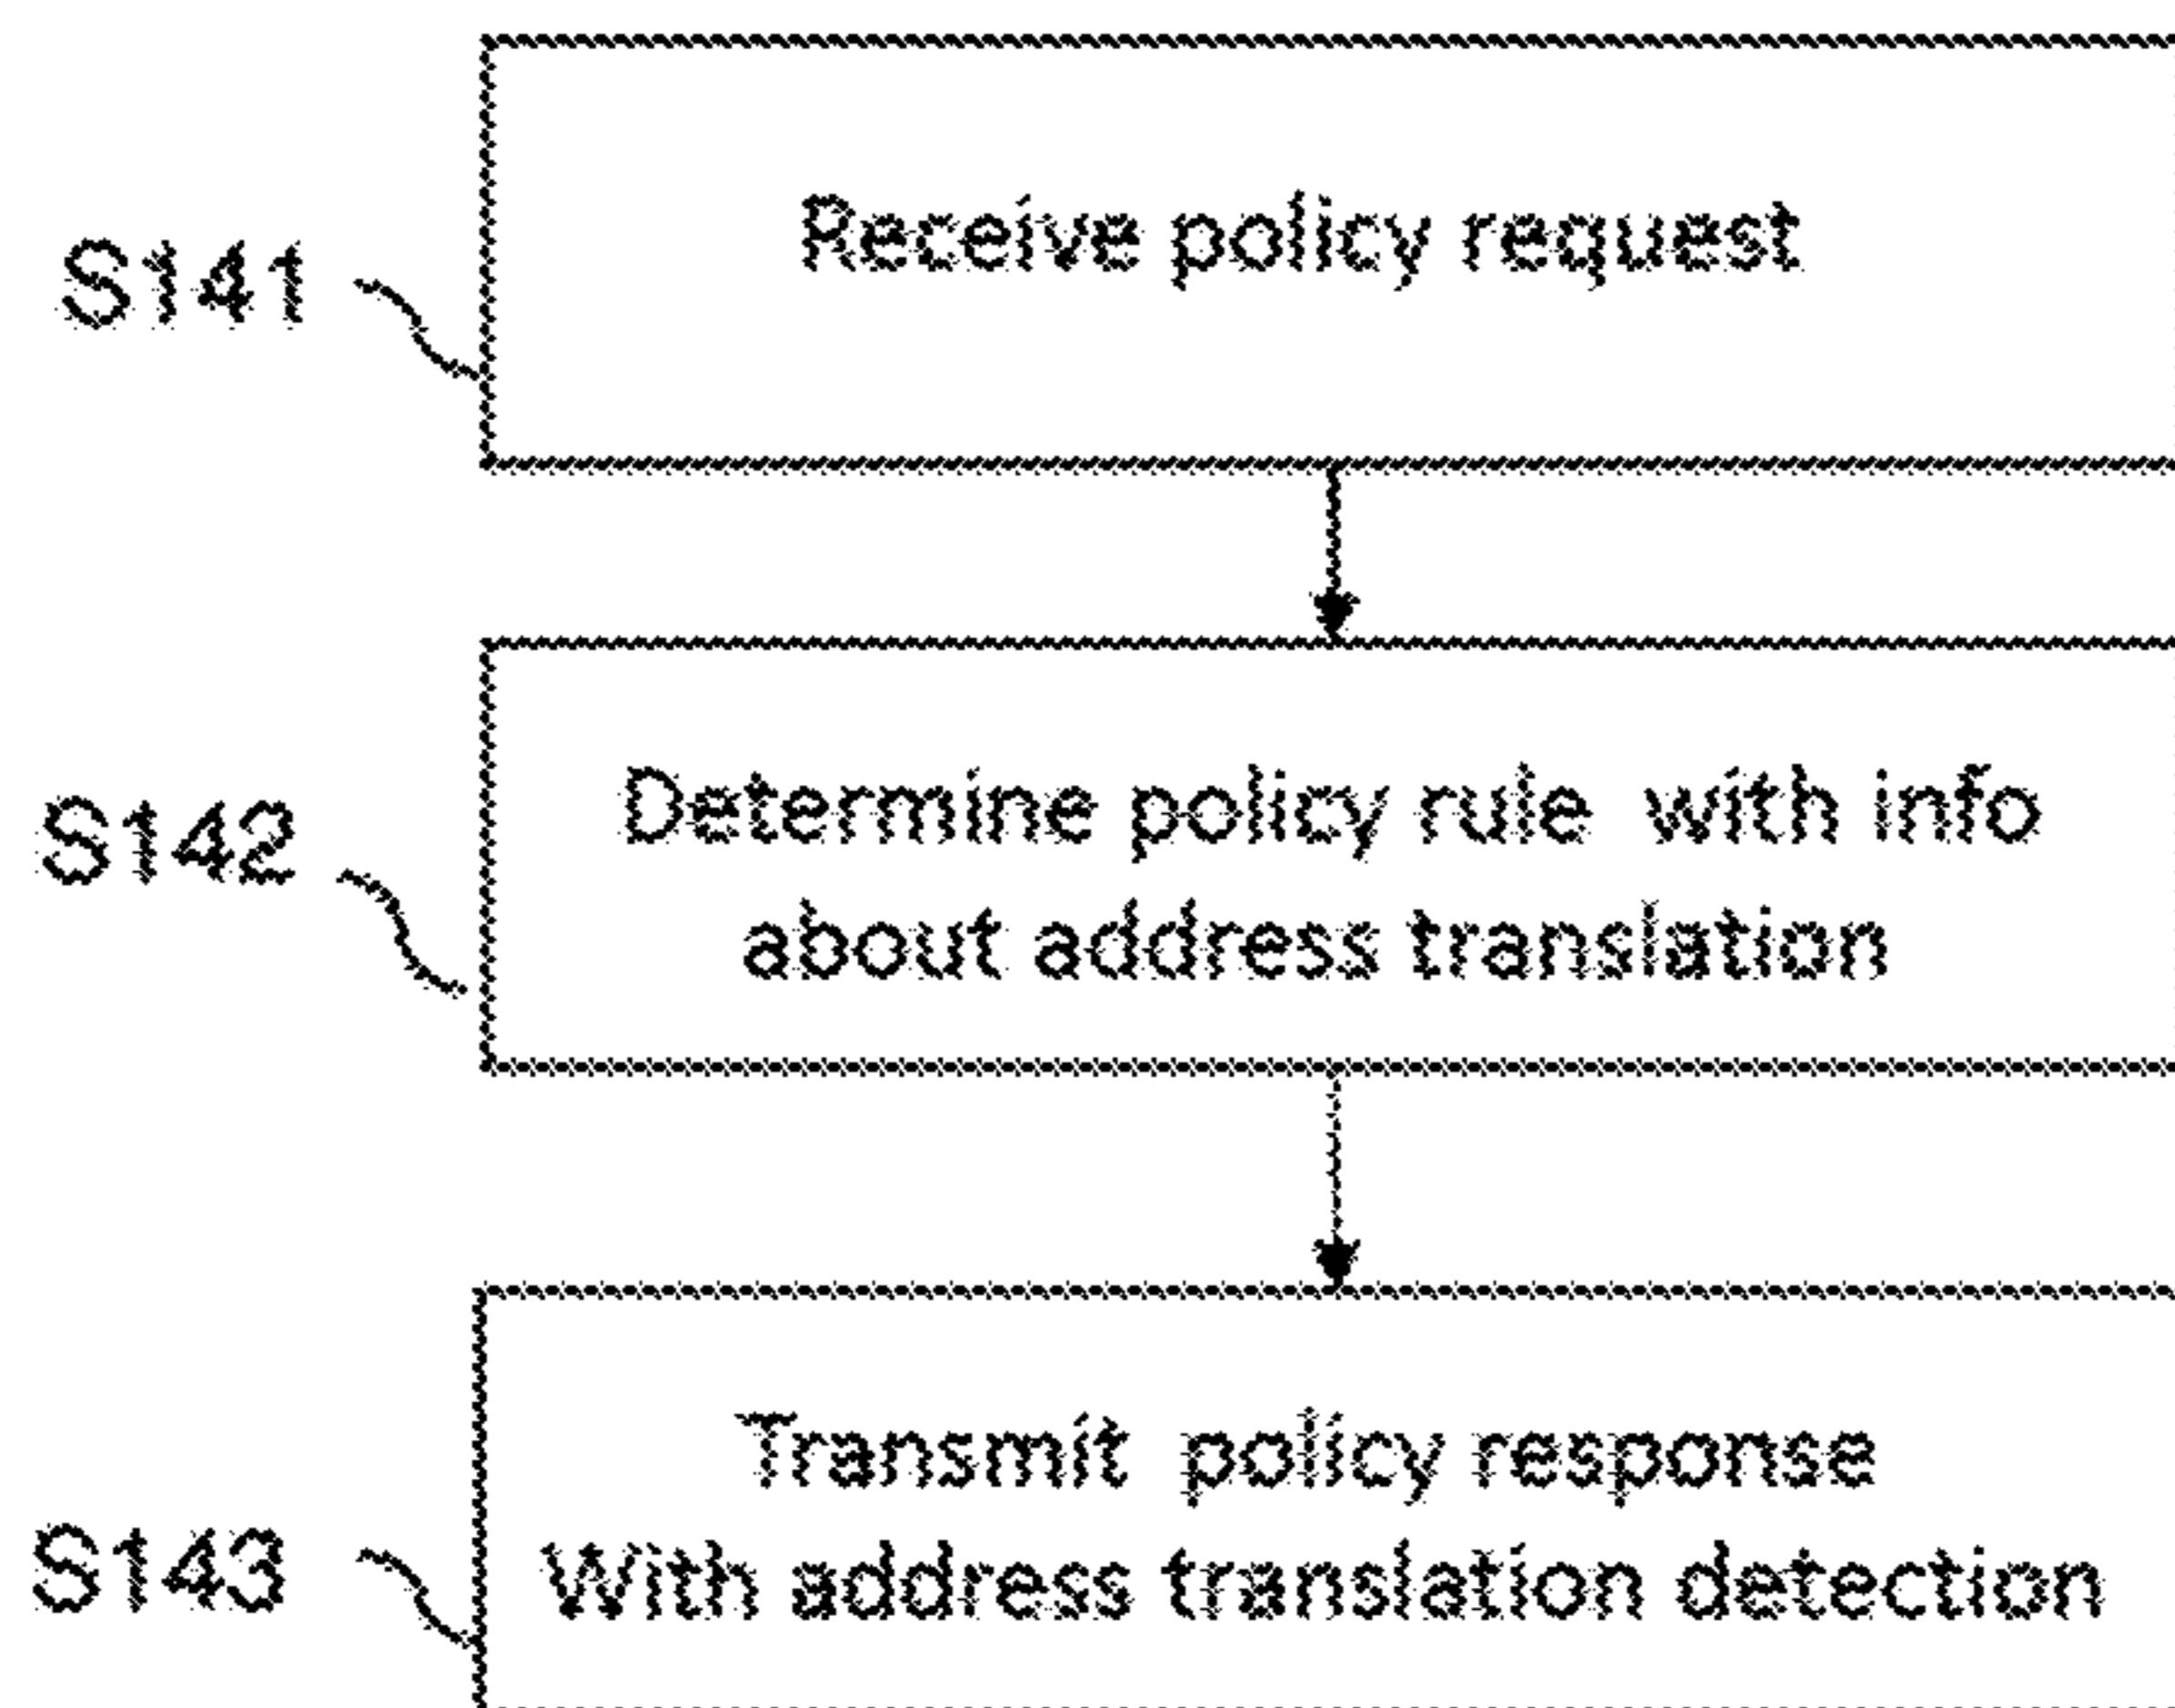 S141
Receive policy request
S142
Determine policy rule with info
about address translation
S143
Transmit policy response
With address translation detection